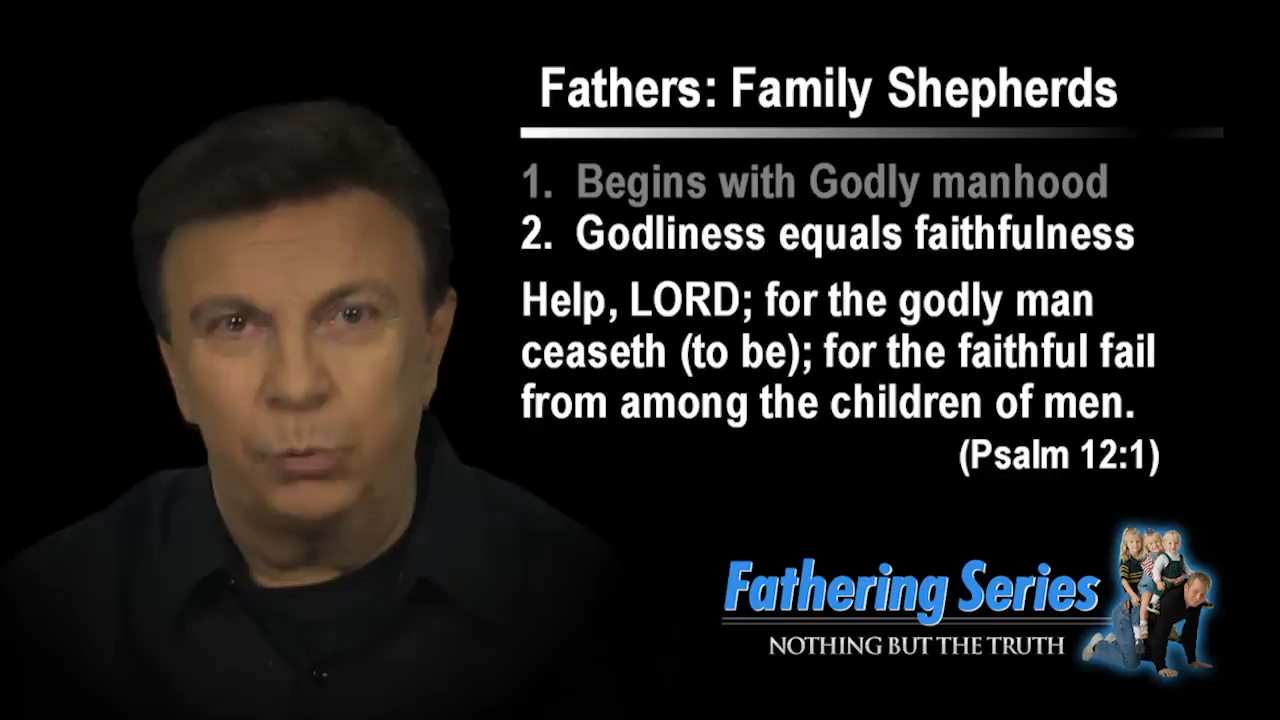 Fathers: Family Shepherds
1. Begins with Godly manhood
2. Godliness equals faithfulness
Help, LORD; for the godly man
ceaseth (to be); for the faithful fail
from among the children of men.
(Psalm 12:1)
Fathering Series
NOTHING BUT THE TRUTH